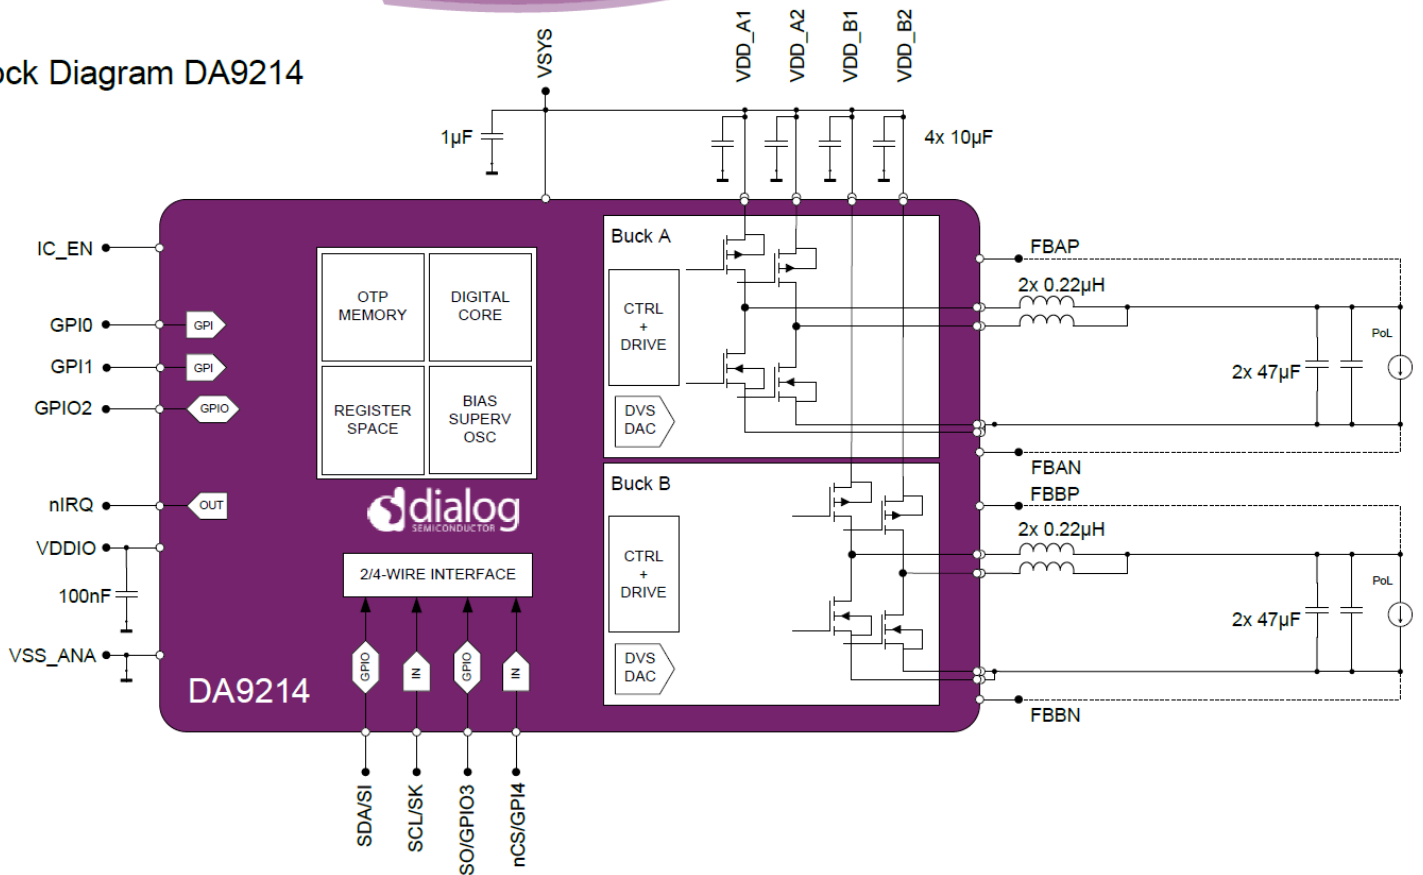 ock Diagram DA9214
VSYS
VDD_A1
VDD_A2
VDD_B1
VDD_B2
1µF
4x 10µF
IC_EN
GPI0
GPI
GPI1
GPI
GPIO2
GPIO
nIRQ
OUT
VDDIO
100nF
VSS_ANA
OTP
MEMORY
DIGITAL
CORE
REGISTER
SPACE
BIAS
SUPERV
OSC
dialog
SEMICONDUCTOR
2/4-WIRE INTERFACE
GPIO
IN
GPIO
IN
DA9214
SDA/SI
SCL/SK
SO/GPIO3
nCS/GPI4
Buck A
CTRL
+
DRIVE
DVS
DAC
Buck B
CTRL
+
DRIVE
DVS
DAC
FBAP
2x 0.22µH
PoL
2x 47µF
FBAN
FBBP
2x 0.22µH
PoL
2x 47µF
FBBN